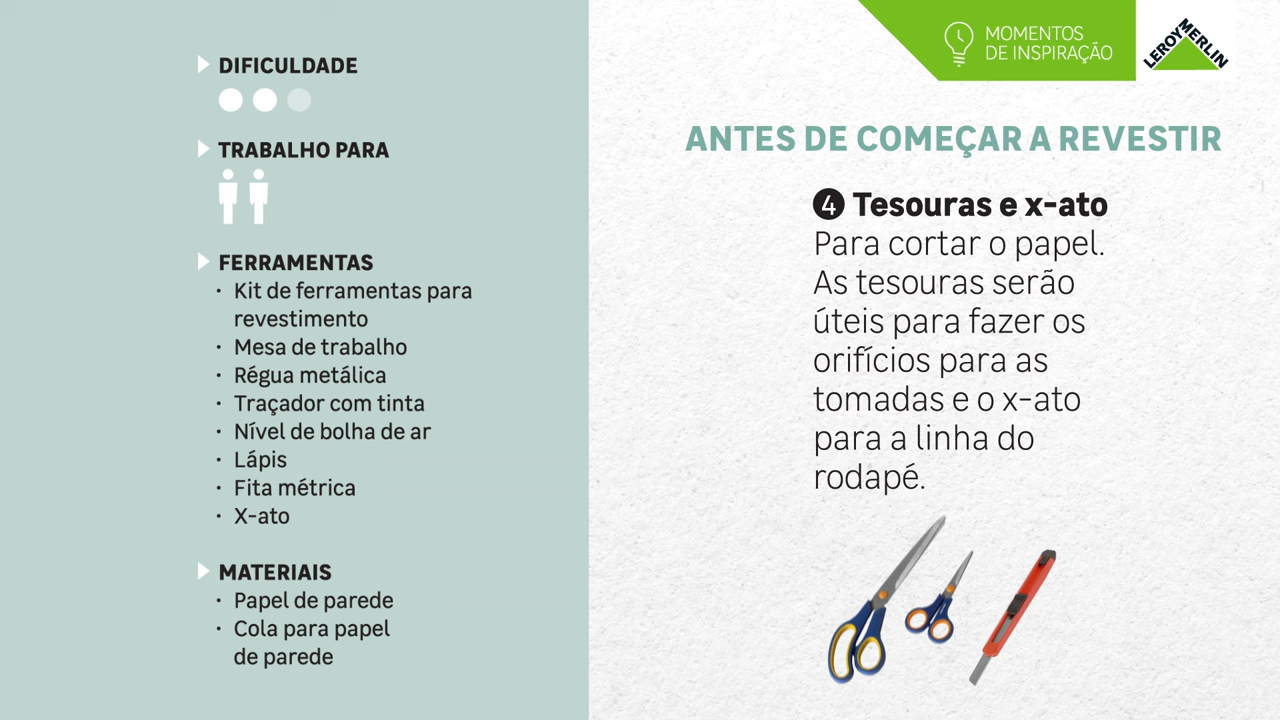 DIFICULDADE
TRABALHO PARA
FERRAMENTAS
· Kit de ferramentas para
revestimento
· Mesa de trabalho
· Régua metálica
· Traçador com tinta
· Nível de bolha de ar
· Lápis
· Fita métrica
· X-ato
MATERIAIS
· Papel de parede
· Cola para papel
de parede
MOMENTOS
DE INSPIRAÇÃO
LEROY MERLIN
ANTES DE COMEÇAR A REVESTIR
4 Tesouras e x-ato
Para cortar o papel.
As tesouras serão
úteis para fazer os
orifícios para as
tomadas e o x-ato
para a linha do
rodapé.